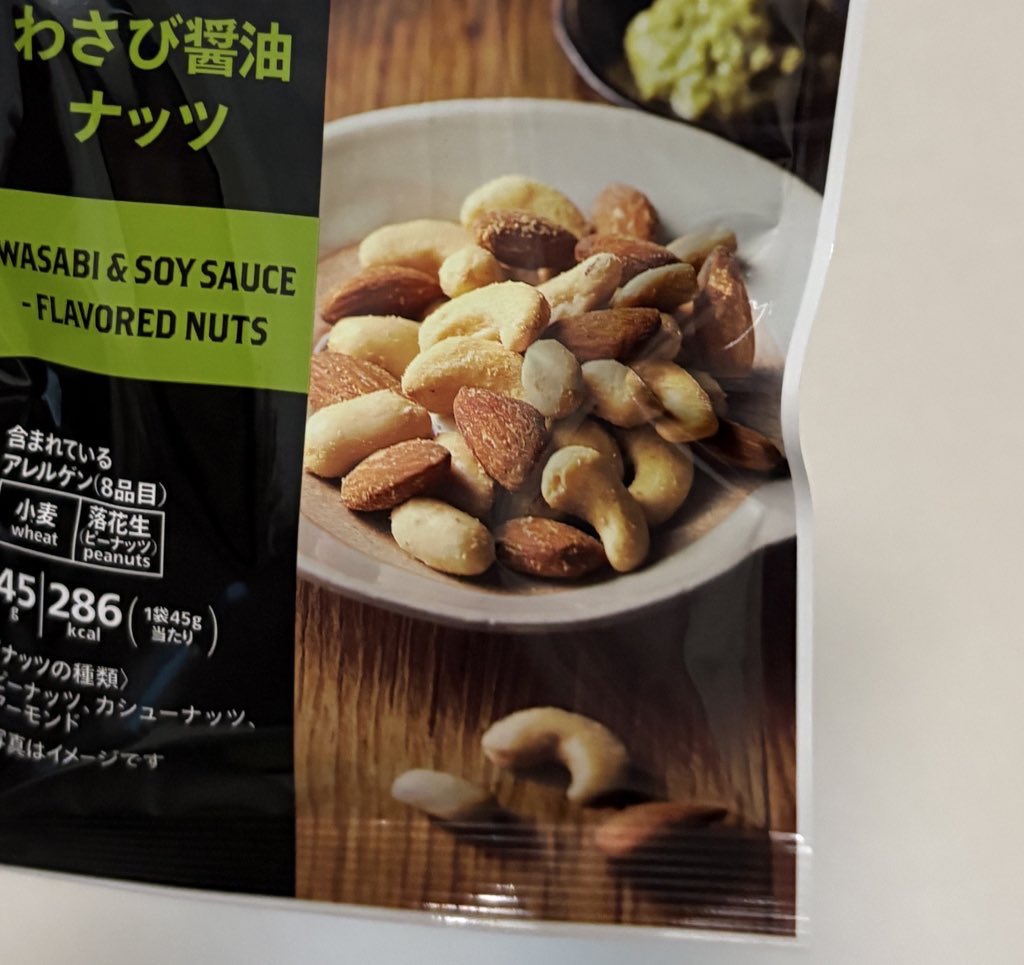 わさび醤油
ナッツ
WASABI & SOY SAUCE
- FLAVORED NUTS
含まれている
アレルゲン(8品目)
小麦
wheat
落花生
(ピーナッツ)
peanuts
45g
286
kcal
(1袋45g
当たり)
ナッツの種類〉
ピーナッツ、カシューナッツ、
アーモンド
写真はイメージです